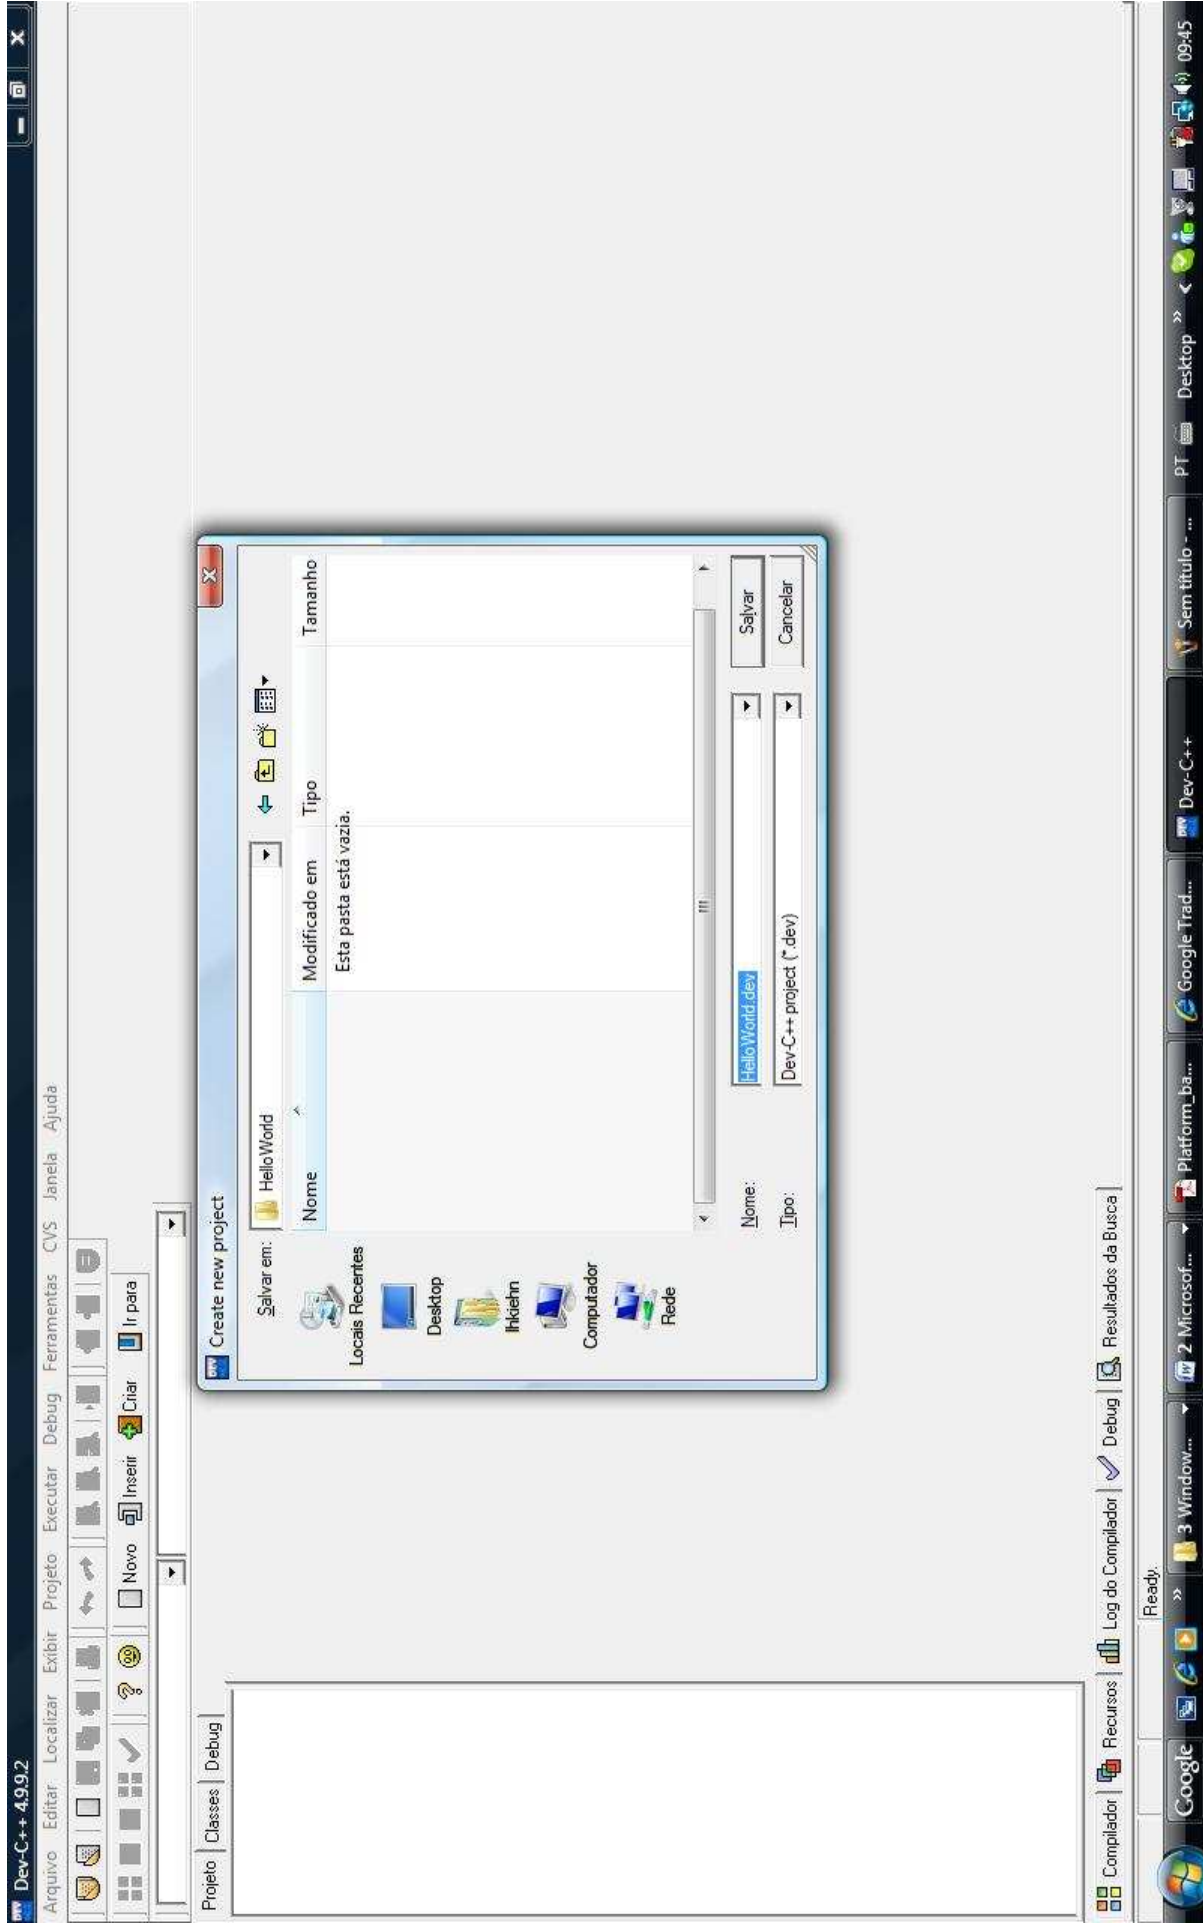 Dev-C++ 4.9.9.2
Arquivo Editar Localizar Exibir Projeto Executar Debug Ferramentas CVS Janela Ajuda
Novo Inserir Criar Ir para
Projeto Classes Debug
Create new project
Salvar em: HelloWorld
Nome Modificado em Tipo Tamanho
Esta pasta está vazia.
Locais Recentes
Desktop
lhkiehn
Computador
Rede
Nome: HelloWorld.dev Salvar
Tipo: Dev-C++ project (*.dev) Cancelar
Compilador Recursos Log do Compilador Debug Resultados da Busca
Ready.
Google 3 Window... 2 Microsof... Platform_ba... Google Trad... Dev-C++ Sem título - ... PT Desktop 09:45